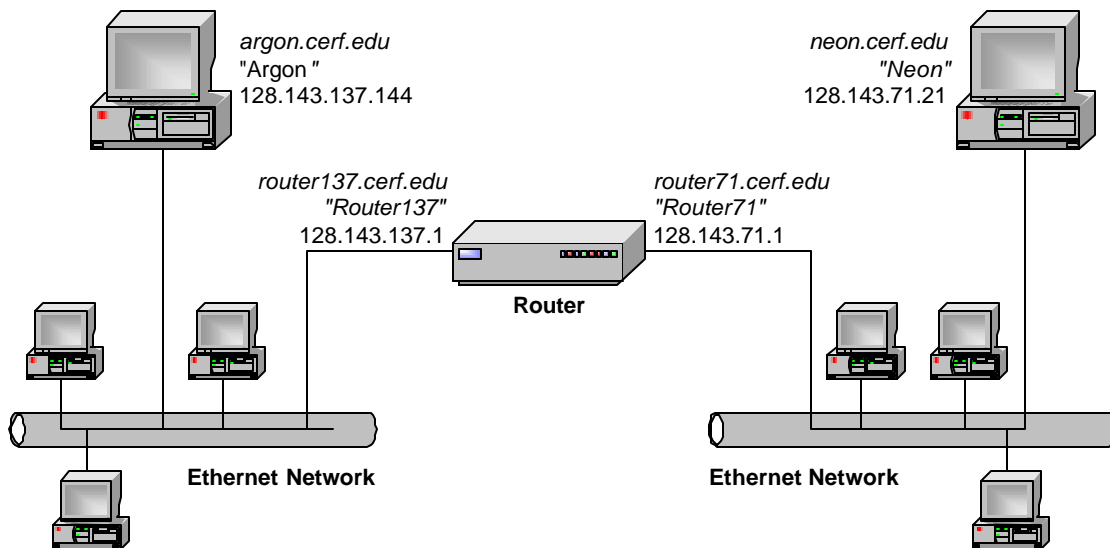 argon.cerf.edu
"Argon "
128.143.137.144
neon.cerf.edu
"Neon"
128.143.71.21
router137.cerf.edu
"Router137"
128.143.137.1
router71.cerf.edu
"Router71"
128.143.71.1
Router
Ethernet Network
Ethernet Network